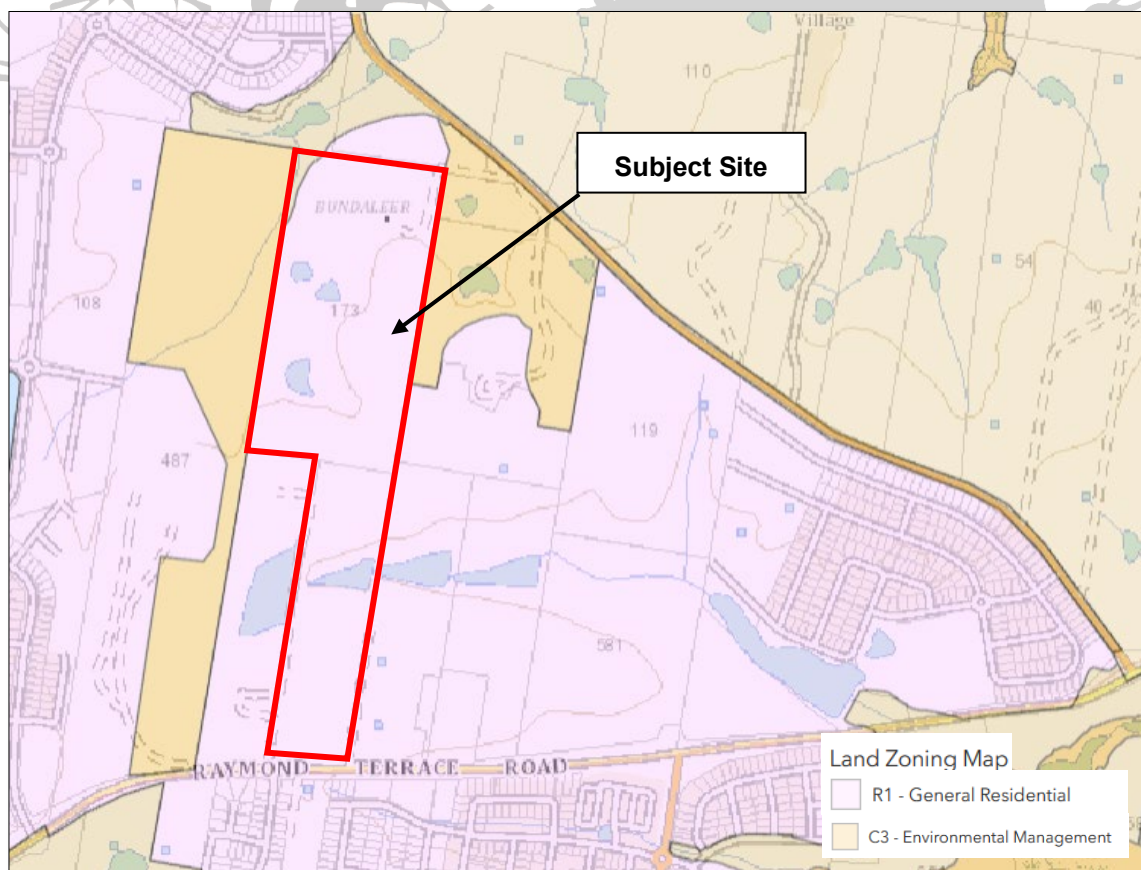 Village
110
Subject Site
BUNDALEER
54
108
173
40
119
487
581
RAYMOND TERRACE ROAD
Land Zoning Map
R1 - General Residential
C3 - Environmental Management